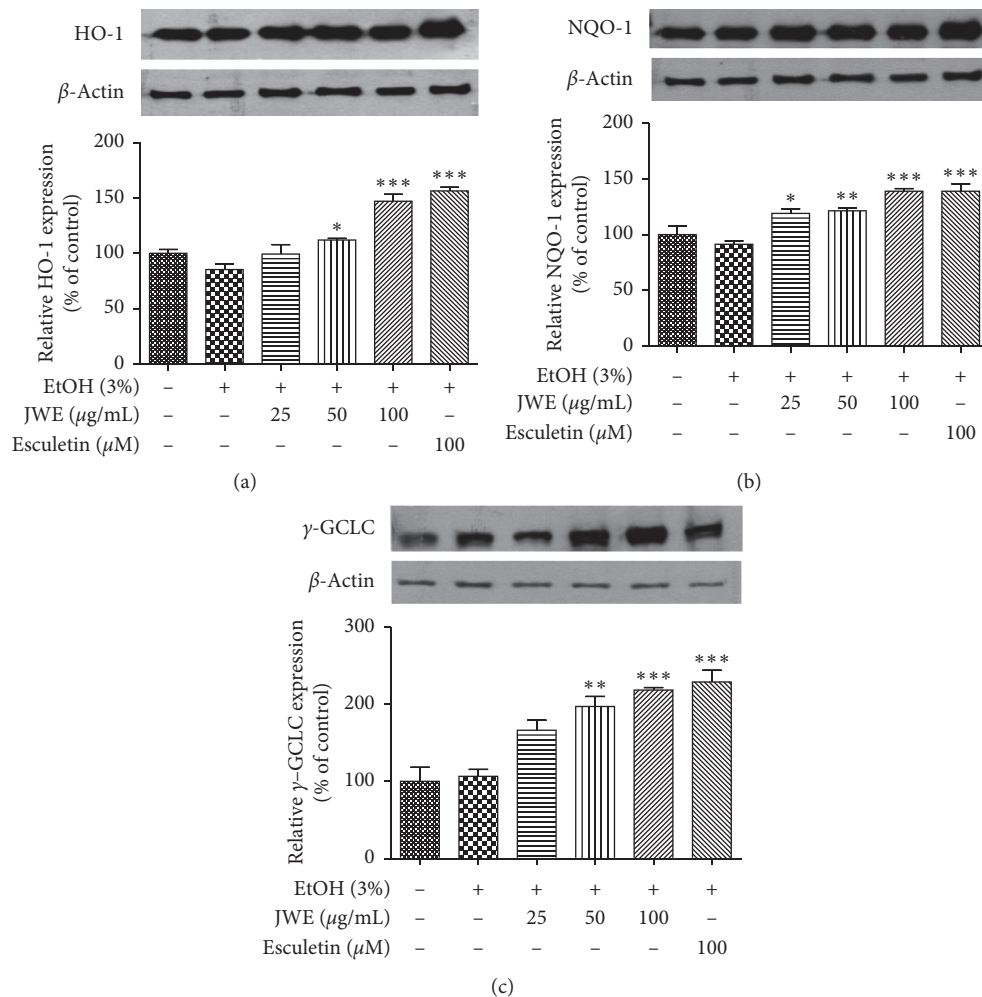 HO-1
β-Actin
Relative HO-1 expression
(% of control)
200
150
100
50
0
*
***
***
EtOH (3%) – + + + + +
JWE (μg/mL) – – 25 50 100 –
Esculetin (μM) – – – – – 100
(a)
NQO-1
β-Actin
Relative NQO-1 expression
(% of control)
200
150
100
50
0
*
**
***
***
EtOH (3%) – + + + + +
JWE (μg/mL) – – 25 50 100 –
Esculetin (μM) – – – – – 100
(b)
γ-GCLC
β-Actin
Relative γ–GCLC expression
(% of control)
300
200
100
0
**
***
***
EtOH (3%) – + + + + +
JWE (μg/mL) – – 25 50 100 –
Esculetin (μM) – – – – – 100
(c)